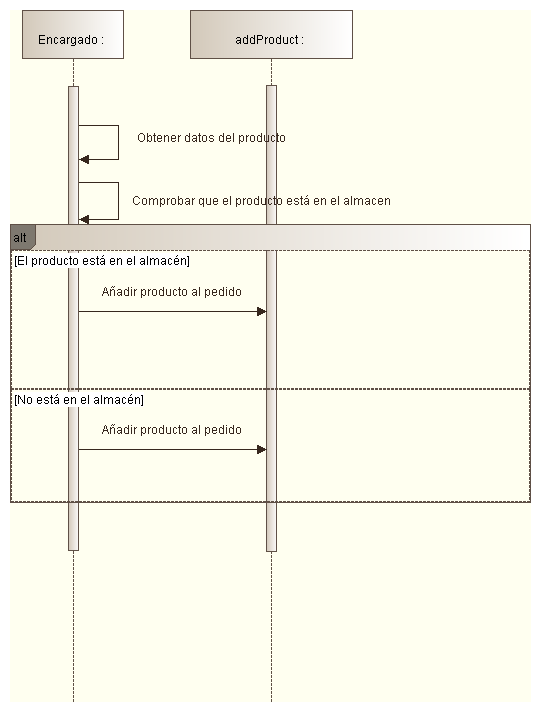 Encargado :
addProduct :
Obtener datos del producto
Comprobar que el producto está en el almacen
alt
[El producto está en el almacén]
Añadir producto al pedido
[No está en el almacén]
Añadir producto al pedido